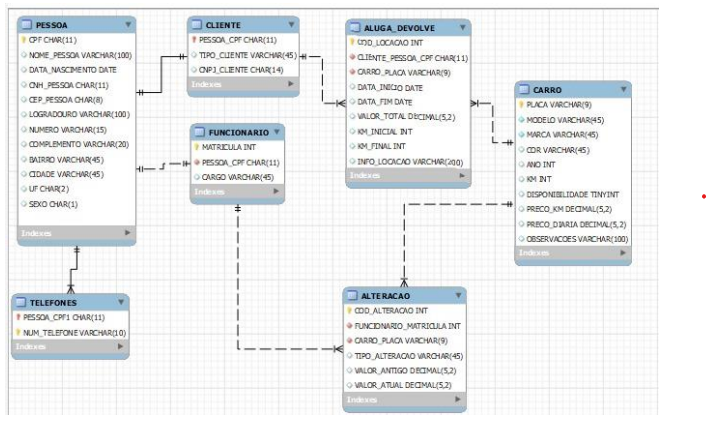 PESSOA
CPF CHAR(11)
NOME_PESSOA VARCHAR(100)
DATA_NASCIMENTO DATE
CNH_PESSOA CHAR(11)
CEP_PESSOA CHAR(8)
LOGRADOURO VARCHAR(100)
NUMERO VARCHAR(15)
COMPLEMENTO VARCHAR(20)
BAIRRO VARCHAR(45)
CIDADE VARCHAR(45)
UF CHAR(2)
SEXO CHAR(1)
Indexes
CLIENTE
PESSOA_CPF CHAR(11)
TIPO_CLIENTE VARCHAR(45)
CNPJ_CLIENTE CHAR(14)
Indexes
ALUGA_DEVOLVE
COD_LOCACAO INT
CLIENTE_PESSOA_CPF CHAR(11)
CARRO_PLACA VARCHAR(9)
DATA_INICIO DATE
DATA_FIM DATE
VALOR_TOTAL DECIMAL(5,2)
KM_INICIAL INT
KM_FINAL INT
INFO_LOCACAO VARCHAR(200)
Indexes
CARRO
PLACA VARCHAR(9)
MODELO VARCHAR(45)
MARCA VARCHAR(45)
COR VARCHAR(45)
ANO INT
KM INT
DISPONIBILIDADE TINYINT
PRECO_KM DECIMAL(5,2)
PRECO_DIARIA DECIMAL(5,2)
OBSERVACOES VARCHAR(100)
Indexes
FUNCIONARIO
MATRICULA INT
PESSOA_CPF CHAR(11)
CARGO VARCHAR(45)
Indexes
TELEFONES
PESSOA_CPF1 CHAR(11)
NUM_TELEFONE VARCHAR(10)
Indexes
ALTERACAO
COD_ALTERACAO INT
FUNCIONARIO_MATRICULA INT
CARRO_PLACA VARCHAR(9)
TIPO_ALTERACAO VARCHAR(45)
VALOR_ANTIGO DECIMAL(5,2)
VALOR_ATUAL DECIMAL(5,2)
Indexes